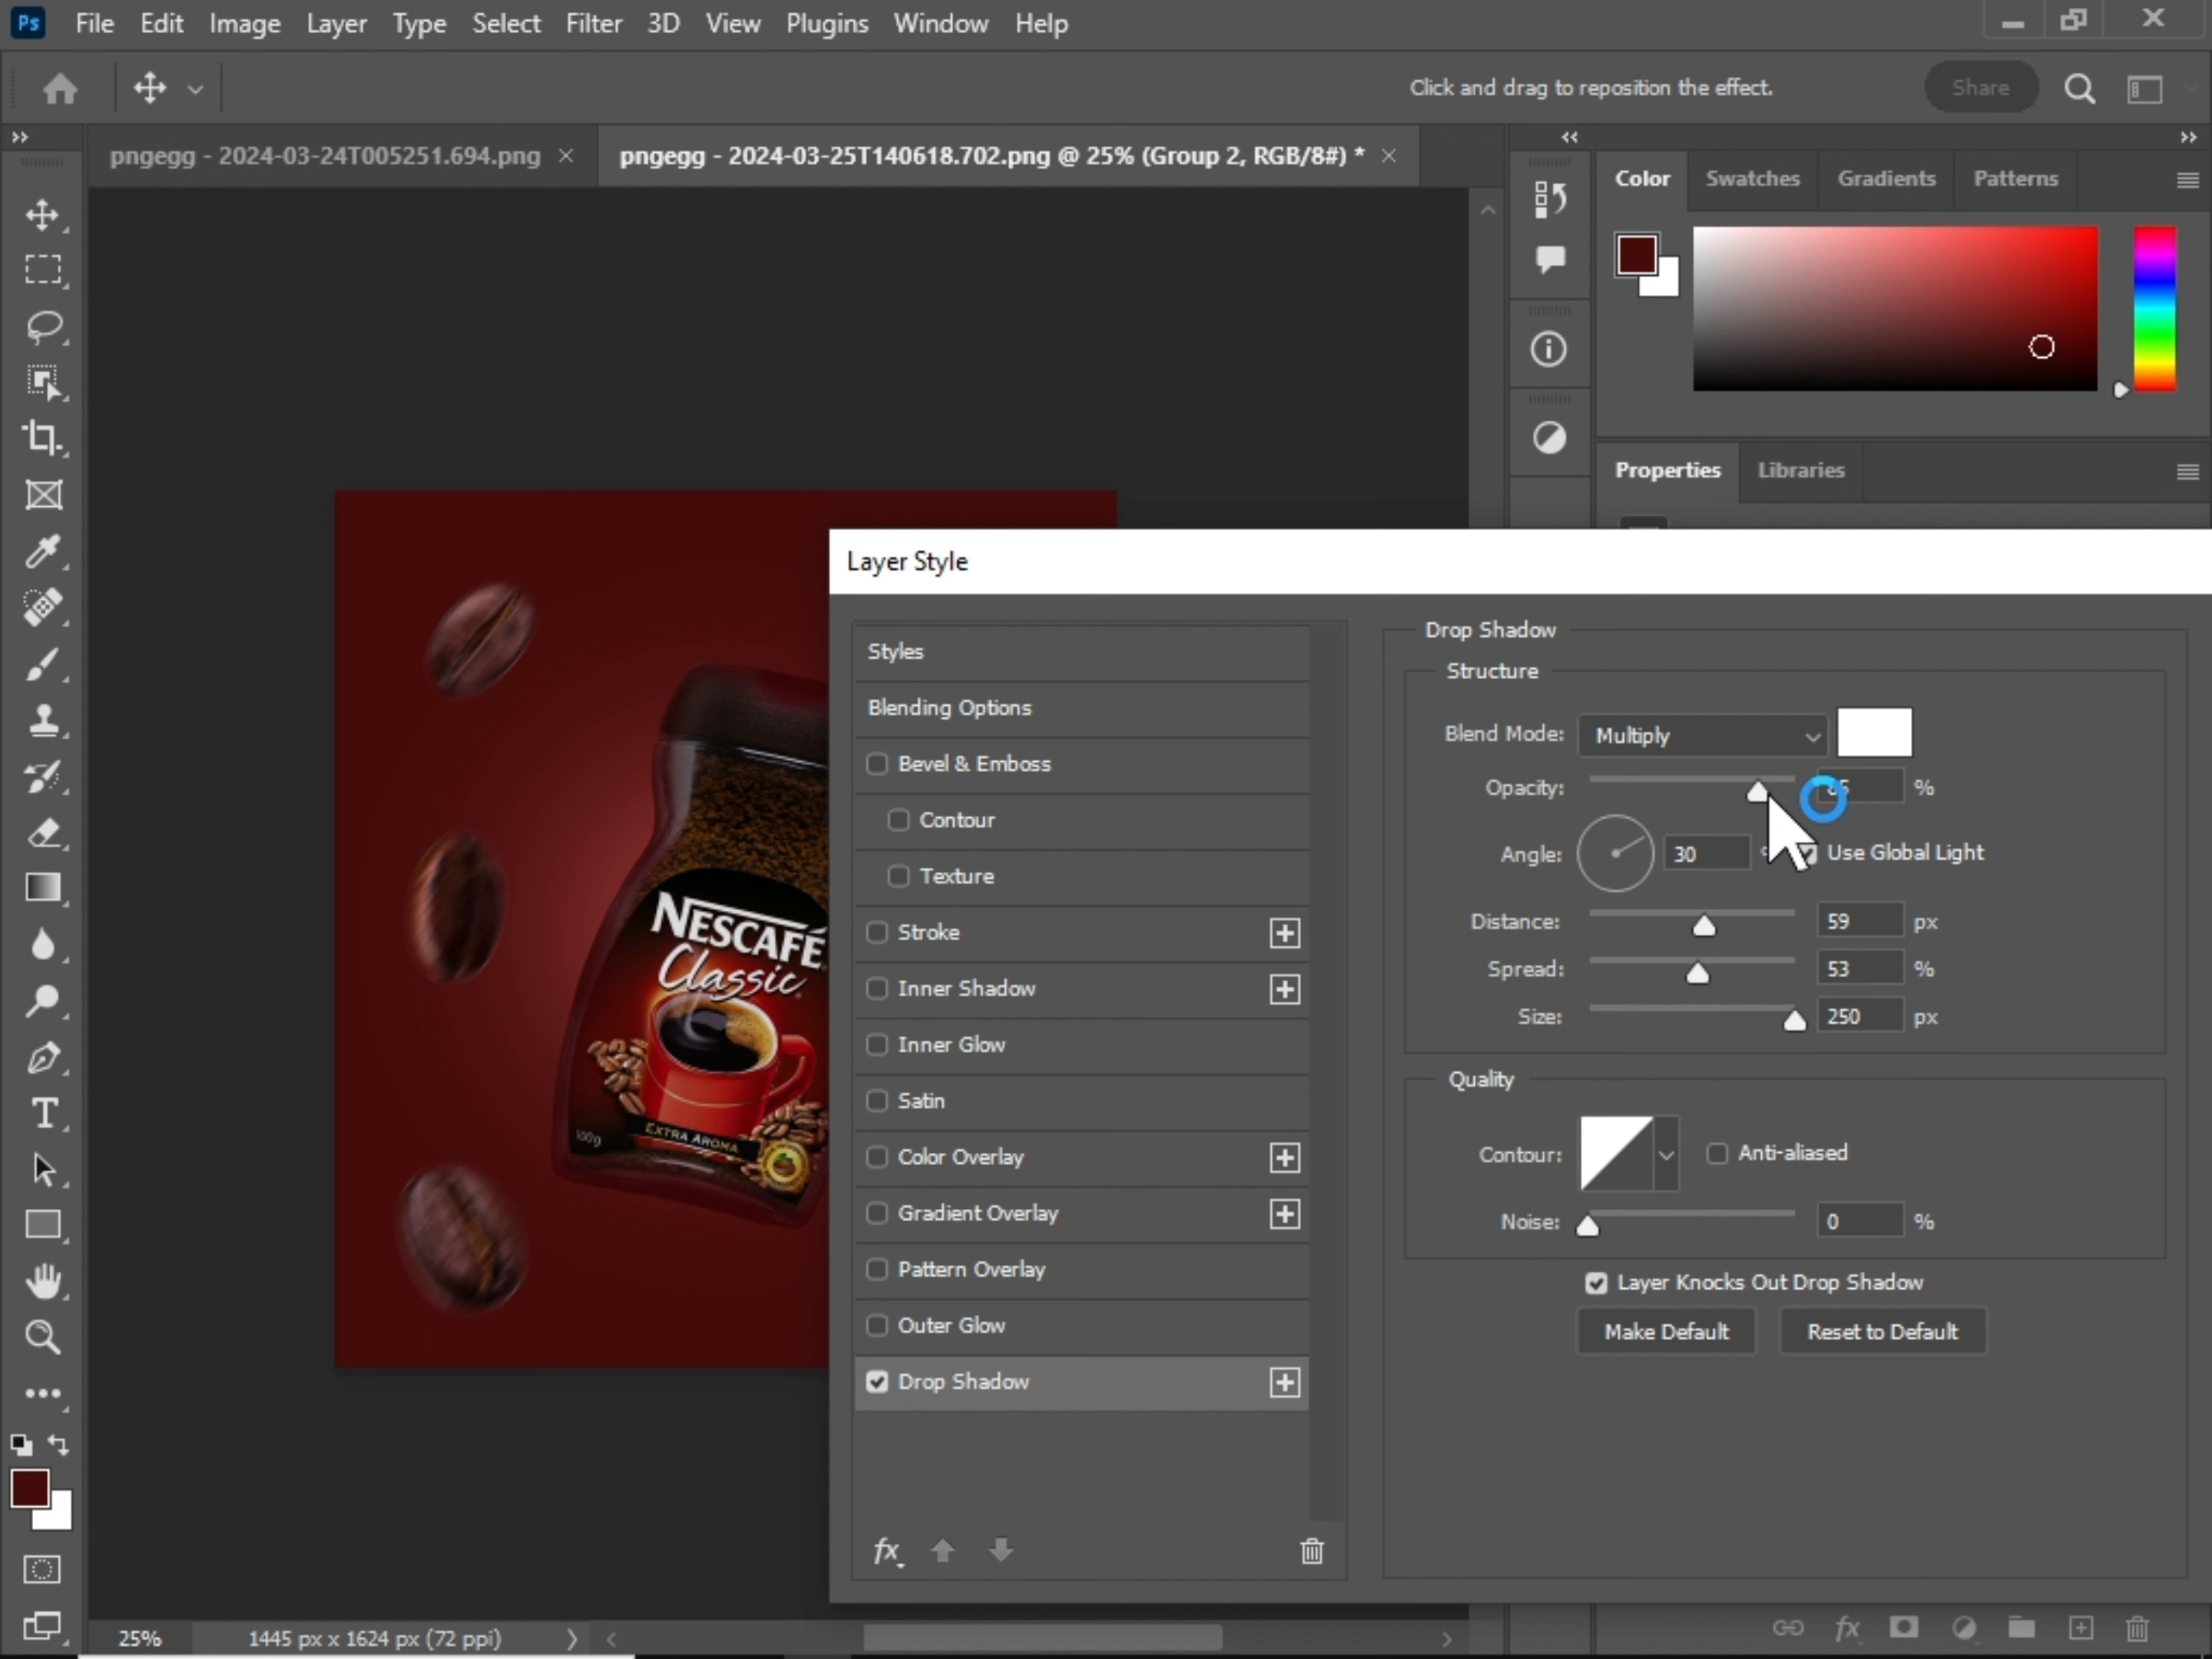 Ps File Edit Image Layer Type Select Filter 3D View Plugins Window Help
Click and drag to reposition the effect. Share
pngegg - 2024-03-24T005251.694.png
pngegg - 2024-03-25T140618.702.png @ 25% (Group 2, RGB/8#) *
Color Swatches Gradients Patterns
Properties Libraries
Layer Style
Styles
Blending Options
Bevel & Emboss
Contour
Texture
Stroke
Inner Shadow
Inner Glow
Satin
Color Overlay
Gradient Overlay
Pattern Overlay
Outer Glow
Drop Shadow
fx
Drop Shadow
Structure
Blend Mode: Multiply
Opacity: %
Angle: 30 Use Global Light
Distance: 59 px
Spread: 53 %
Size: 250 px
Quality
Contour: Anti-aliased
Noise: 0 %
Layer Knocks Out Drop Shadow
Make Default Reset to Default
NESCAFÉ
Classic
EXTRA AROMA
100g
25% 1445 px x 1624 px (72 ppi)
fx